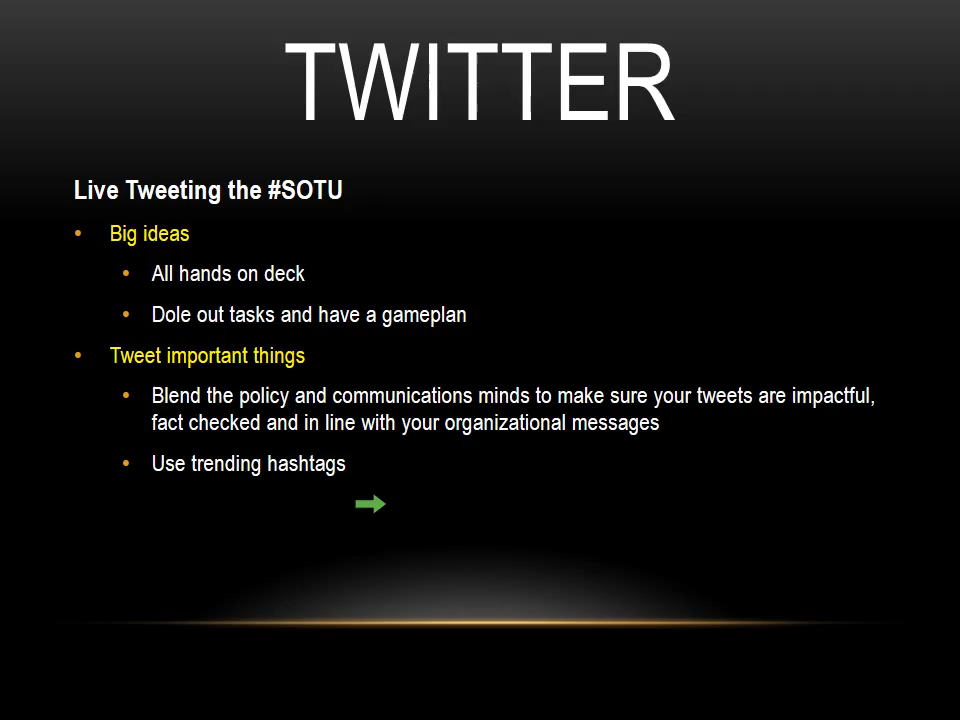 TWITTER
Live Tweeting the #SOTU
• Big ideas
• All hands on deck
• Dole out tasks and have a gameplan
• Tweet important things
• Blend the policy and communications minds to make sure your tweets are impactful,
fact checked and in line with your organizational messages
• Use trending hashtags